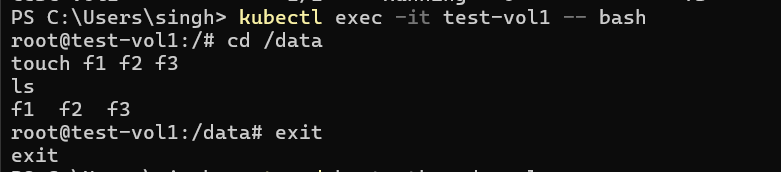 PS C:\Users\singh> kubectl exec -it test-vol1 -- bash
root@test-vol1:/# cd /data
touch f1 f2 f3
ls
f1  f2  f3
root@test-vol1:/data# exit
exit